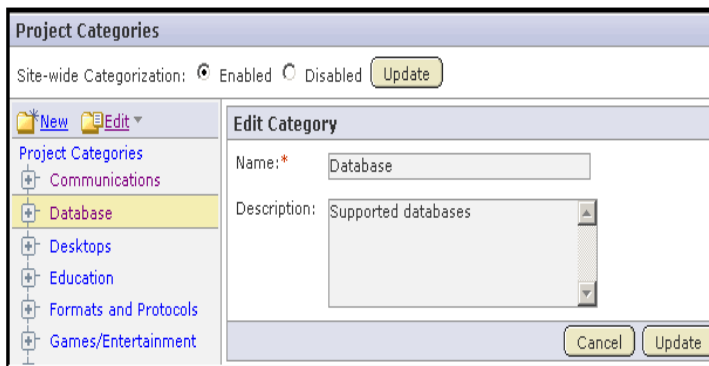 Project Categories
Site-wide Categorization: Enabled Disabled Update
New Edit
Project Categories
Communications
Database
Desktops
Education
Formats and Protocols
Games/Entertainment
Edit Category
Name:* Database
Description: Supported databases
Cancel Update